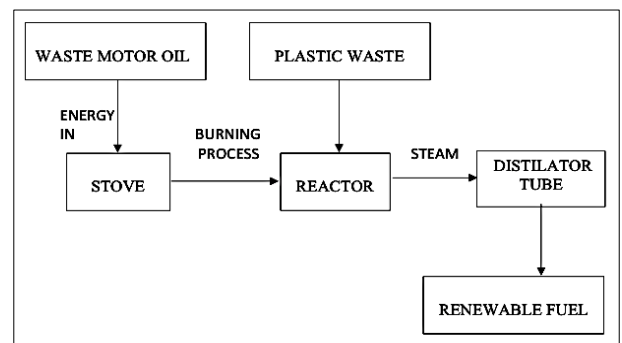 WASTE MOTOR OIL
PLASTIC WASTE
ENERGY
IN
BURNING
PROCESS
STEAM
STOVE
REACTOR
DISTILATOR
TUBE
RENEWABLE FUEL